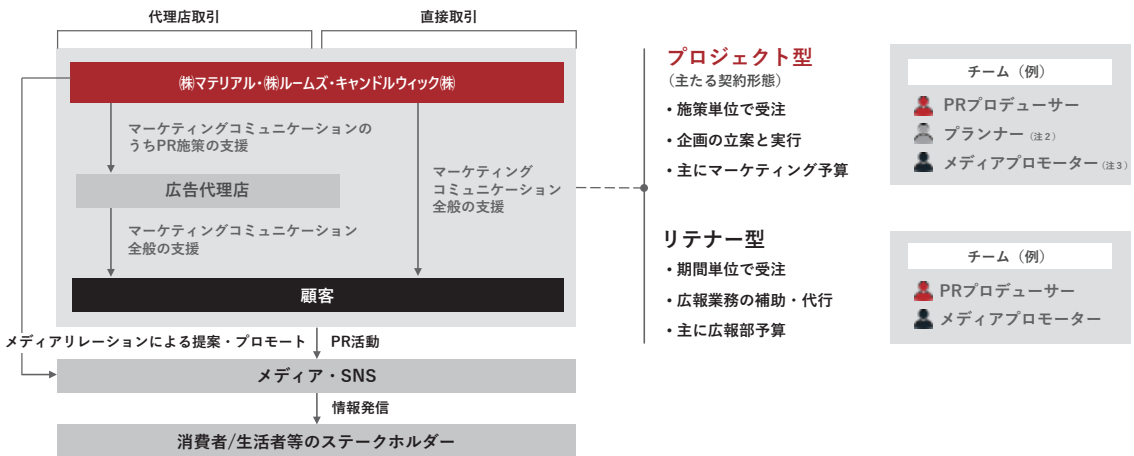 代理店取引
直接取引
㈱マテリアル・㈱ルームズ・キャンドルウィック㈱
マーケティングコミュニケーションの
うちPR施策の支援
広告代理店
マーケティングコミュニケーション
全般の支援
マーケティング
コミュニケーション
全般の支援
顧客
メディアリレーションによる提案・プロモート
PR活動
メディア・SNS
情報発信
消費者/生活者等のステークホルダー
プロジェクト型
（主たる契約形態）
・施策単位で受注
・企画の立案と実行
・主にマーケティング予算
チーム（例）
PRプロデューサー
プランナー（注2）
メディアプロモーター（注3）
リテナー型
・期間単位で受注
・広報業務の補助・代行
・主に広報部予算
チーム（例）
PRプロデューサー
メディアプロモーター